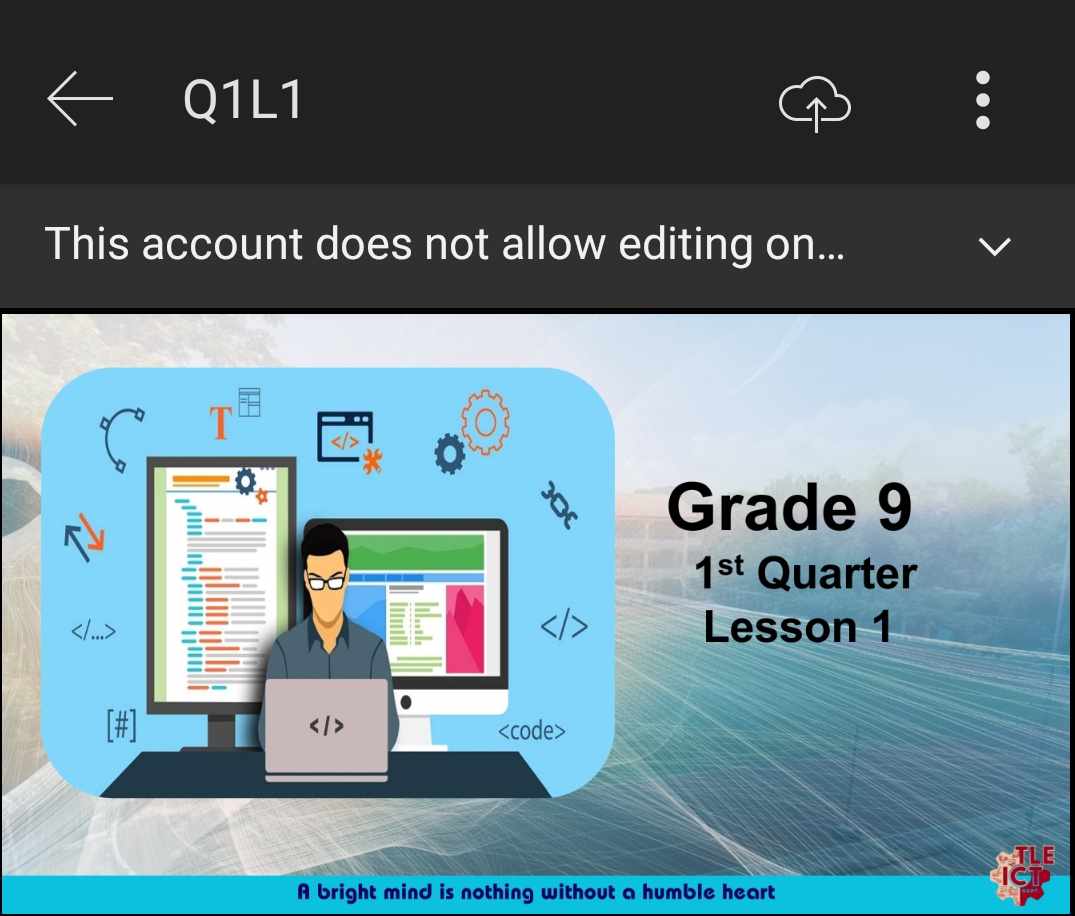 Q1L1
This account does not allow editing on...
T
</>
</...>
</>
[#]
</>
<code>
Grade 9
1st Quarter
Lesson 1
TLE
ICT
A bright mind is nothing without a humble heart